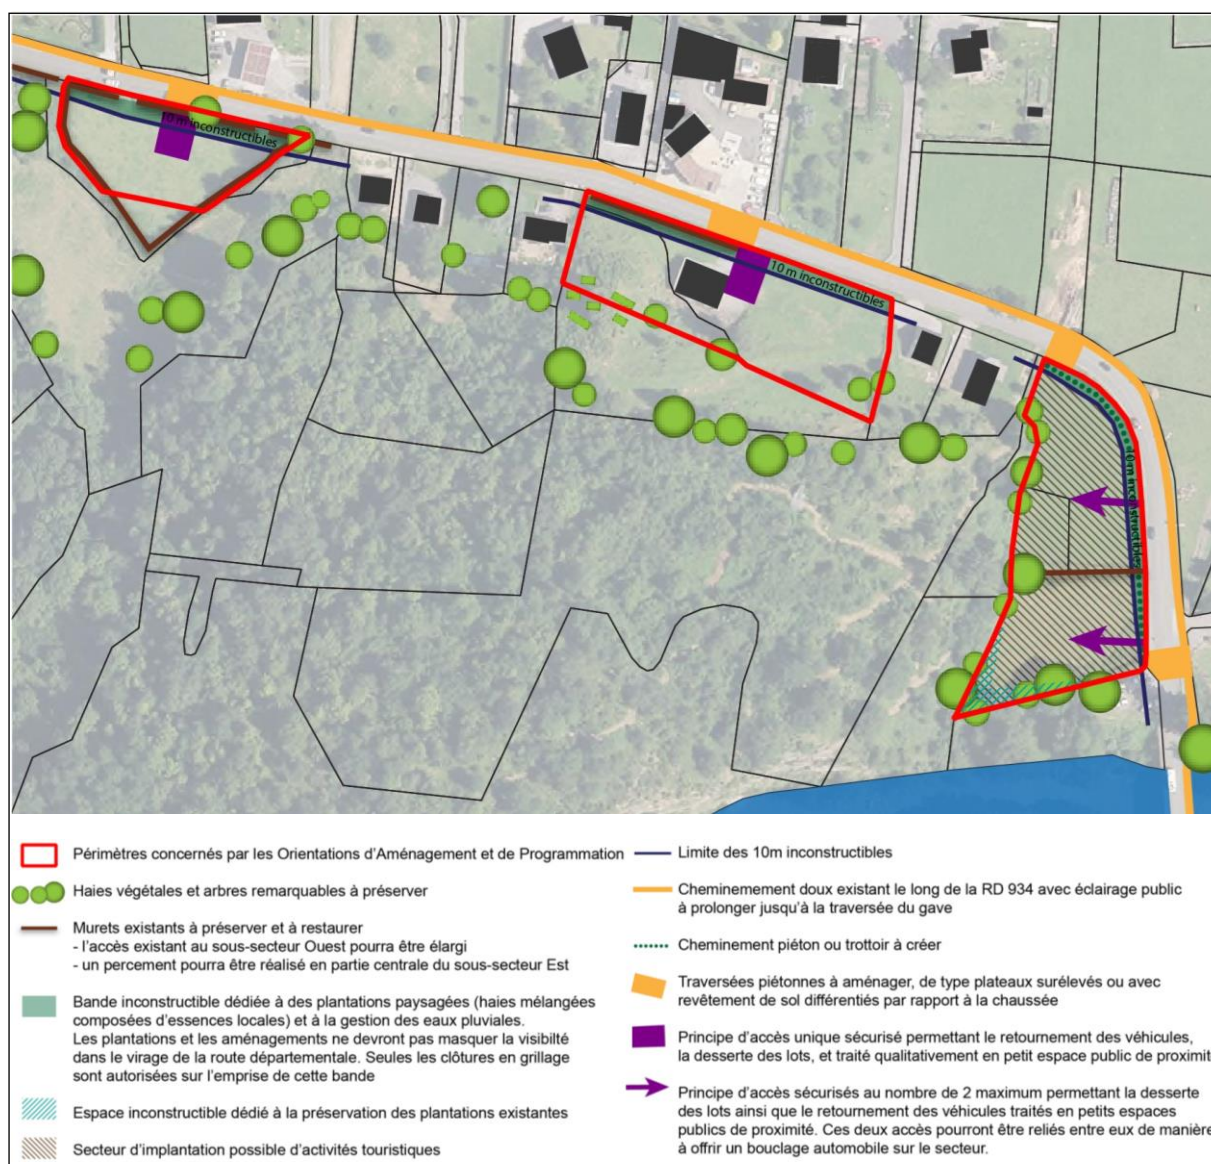 10 m inconstructibles
10 m inconstructibles
10 m inconstructibles
Périmètres concernés par les Orientations d'Aménagement et de Programmation
Haies végétales et arbres remarquables à préserver
Murets existants à préserver et à restaurer
- l'accès existant au sous-secteur Ouest pourra être élargi
- un percement pourra être réalisé en partie centrale du sous-secteur Est
Bande inconstructible dédiée à des plantations paysagées (haies mélangées
composées d'essences locales) et à la gestion des eaux pluviales.
Les plantations et les aménagements ne devront pas masquer la visibilté
dans le virage de la route départementale. Seules les clôtures en grillage
sont autorisées sur l'emprise de cette bande
Espace inconstructible dédié à la préservation des plantations existantes
Secteur d'implantation possible d'activités touristiques
Limite des 10m inconstructibles
Cheminemement doux existant le long de la RD 934 avec éclairage public
à prolonger jusqu'à la traversée du gave
Cheminement piéton ou trottoir à créer
Traversées piétonnes à aménager, de type plateaux surélevés ou avec
revêtement de sol différentiés par rapport à la chaussée
Principe d'accès unique sécurisé permettant le retournement des véhicules,
la desserte des lots, et traité qualitativement en petit espace public de proximit
Principe d'accès sécurisés au nombre de 2 maximum permettant la desserte
des lots ainsi que le retournement des véhicules traités en petits espaces
publics de proximité. Ces deux accès pourront être reliés entre eux de manière
à offrir un bouclage automobile sur le secteur.